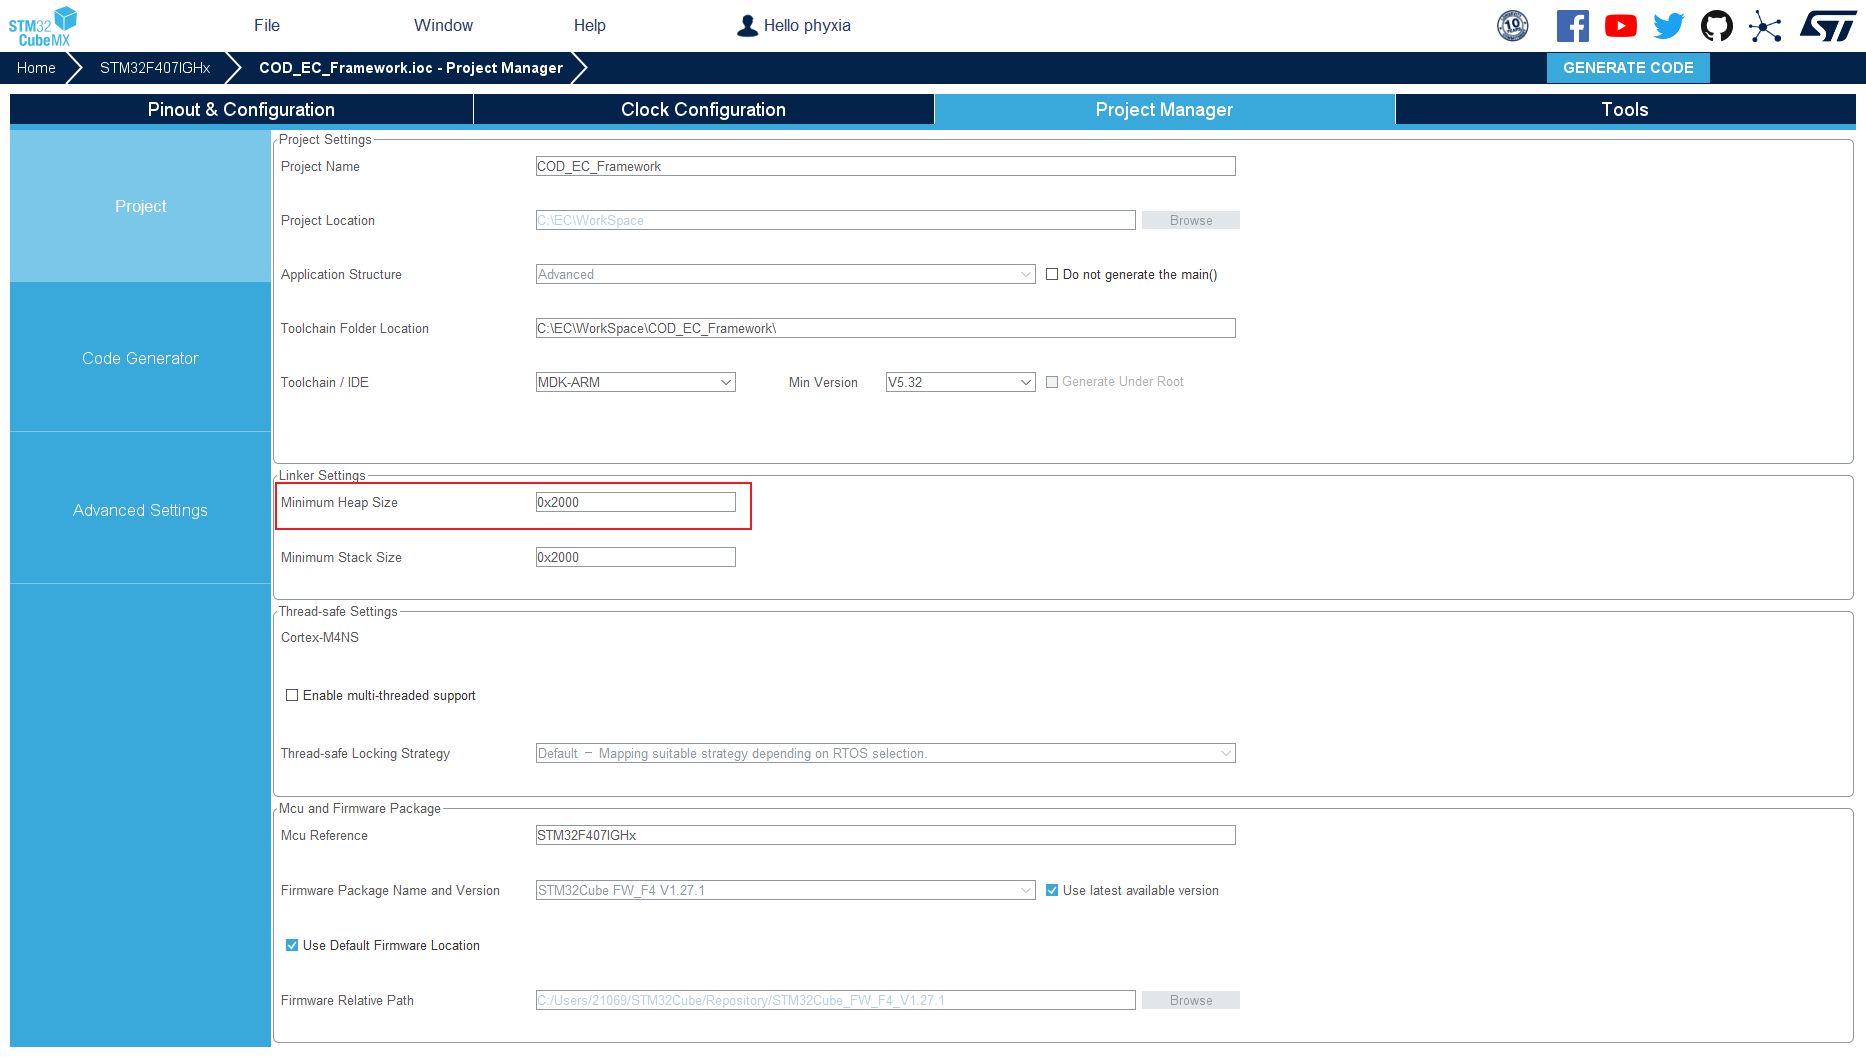 STM32
CubeMX
File
Window
Help
Hello phyxia
10
Home
STM32F407IGHx
COD_EC_Framework.ioc - Project Manager
GENERATE CODE
Pinout & Configuration
Clock Configuration
Project Manager
Tools
Project
Code Generator
Advanced Settings
Project Settings
Project Name
COD_EC_Framework
Project Location
C:\EC\WorkSpace
Browse
Application Structure
Advanced
Do not generate the main()
Toolchain Folder Location
C:\EC\WorkSpace\COD_EC_Framework\
Toolchain / IDE
MDK-ARM
Min Version
V5.32
Generate Under Root
Linker Settings
Minimum Heap Size
0x2000
Minimum Stack Size
0x2000
Thread-safe Settings
Cortex-M4NS
Enable multi-threaded support
Thread-safe Locking Strategy
Default － Mapping suitable strategy depending on RTOS selection.
Mcu and Firmware Package
Mcu Reference
STM32F407IGHx
Firmware Package Name and Version
STM32Cube FW_F4 V1.27.1
Use latest available version
Use Default Firmware Location
Firmware Relative Path
C:/Users/21069/STM32Cube/Repository/STM32Cube_FW_F4_V1.27.1
Browse